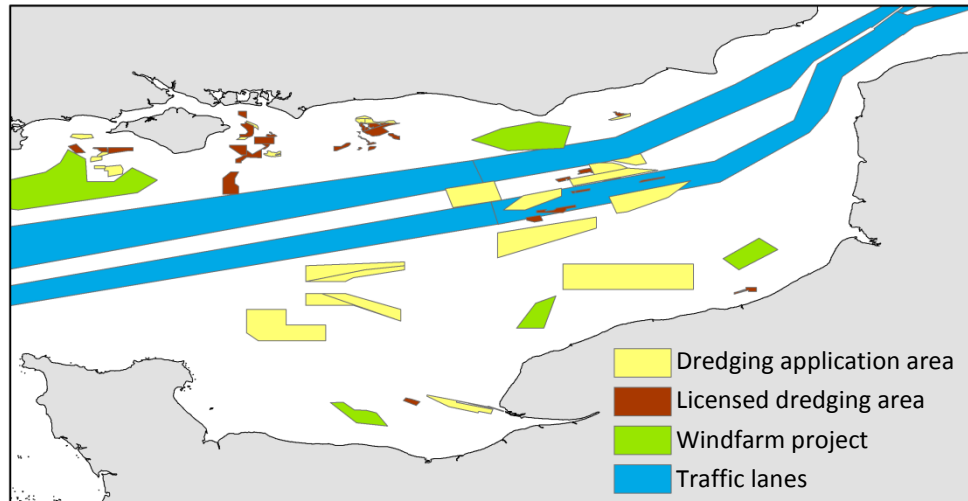 Dredging application area
Licensed dredging area
Windfarm project
Traffic lanes